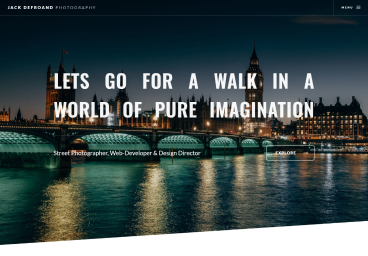 JACK DEFROAND PHOTOGRAPHY
MENU
LETS GO FOR A WALK IN A
WORLD OF PURE IMAGINATION
Street Photographer, Web-Developer & Design Director
EXPLORE